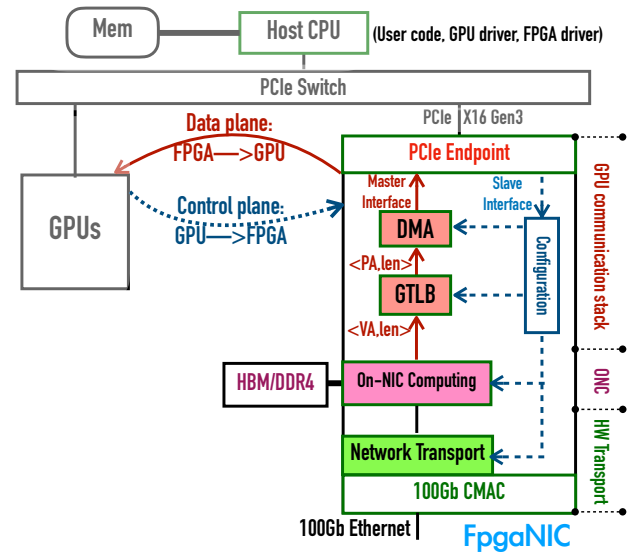 Mem
Host CPU
(User code, GPU driver, FPGA driver)
PCIe Switch
PCIe
X16 Gen3
Data plane:
FPGA—>GPU
PCIe Endpoint
Master
Interface
Slave
Interface
GPUs
Control plane:
GPU—>FPGA
DMA
<PA,len>
GTLB
<VA,len>
Configuration
GPU communication stack
HBM/DDR4
On-NIC Computing
ONC
Network Transport
HW Transport
100Gb CMAC
100Gb Ethernet
FpgaNIC